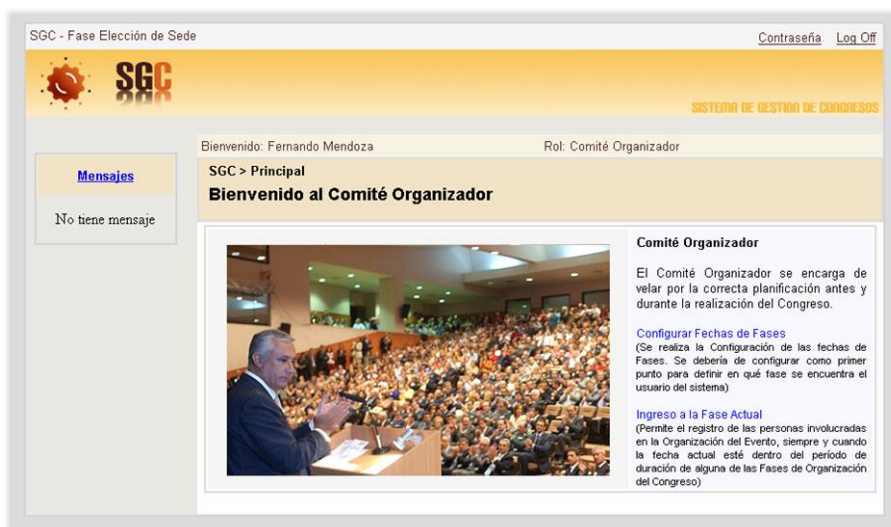 SGC - Fase Elección de Sede
Contraseña Log Off
SGC
SISTEMA DE GESTION DE CONGRESOS
Bienvenido: Fernando Mendoza Rol: Comité Organizador
Mensajes
No tiene mensaje
SGC > Principal
Bienvenido al Comité Organizador
Comité Organizador
El Comité Organizador se encarga de
velar por la correcta planificación antes y
durante la realización del Congreso.
Configurar Fechas de Fases
(Se realiza la Configuración de las fechas de
Fases. Se debería de configurar como primer
punto para definir en qué fase se encuentra el
usuario del sistema)
Ingreso a la Fase Actual
(Permite el registro de las personas involucradas
en la Organización del Evento, siempre y cuando
la fecha actual esté dentro del período de
duración de alguna de las Fases de Organización
del Congreso)